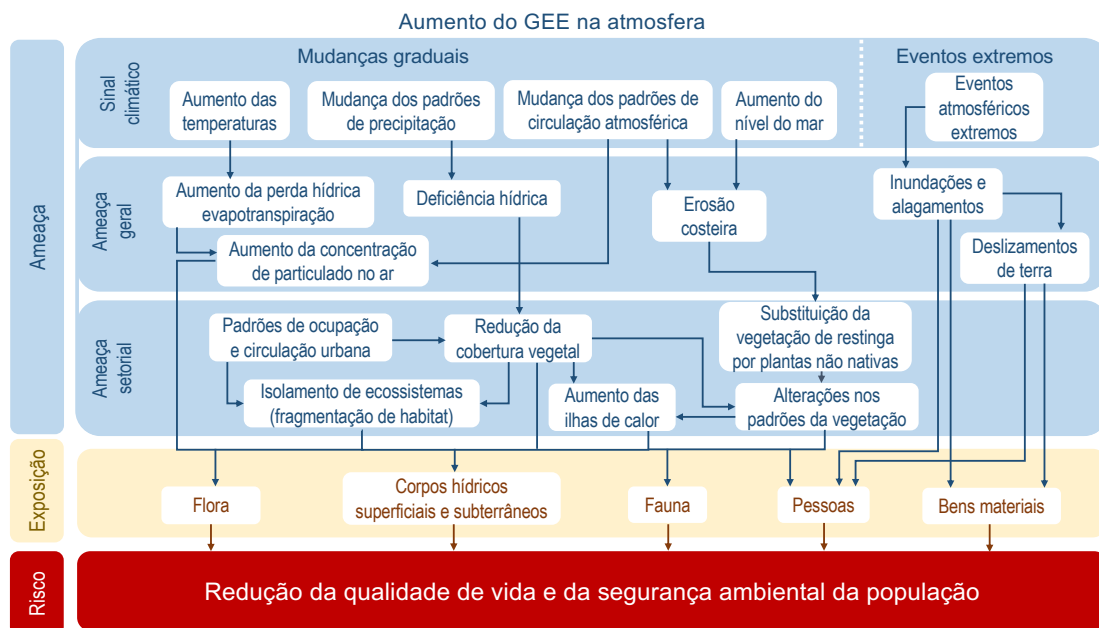 Aumento do GEE na atmosfera
Ameaça
Sinal
climático
Mudanças graduais
Eventos extremos
Aumento das
temperaturas
Mudança dos padrões
de precipitação
Mudança dos padrões de
circulação atmosférica
Aumento do
nível do mar
Eventos
atmosféricos
extremos
Ameaça
geral
Aumento da perda hídrica
evapotranspiração
Deficiência hídrica
Erosão
costeira
Inundações e
alagamentos
Aumento da concentração
de particulado no ar
Deslizamentos
de terra
Ameaça
setorial
Padrões de ocupação
e circulação urbana
Redução da
cobertura vegetal
Substituição da
vegetação de restinga
por plantas não nativas
Isolamento de ecossistemas
(fragmentação de habitat)
Aumento das
ilhas de calor
Alterações nos
padrões da vegetação
Exposição
Flora
Corpos hídricos
superficiais e subterrâneos
Fauna
Pessoas
Bens materiais
Risco
Redução da qualidade de vida e da segurança ambiental da população